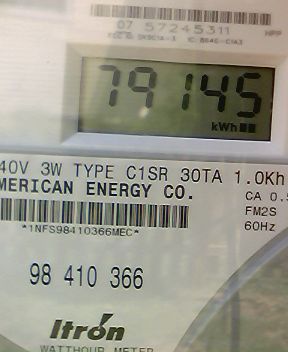 07 57245311
NPP
79145
kWh
40V 3W TYPE C1SR 30TA 1.0Kh
MERICAN ENERGY CO.
CA 0.5
FM2S
60Hz
*1NFS98410366MEC*
98 410 366
Itron
WATTHOUR METER